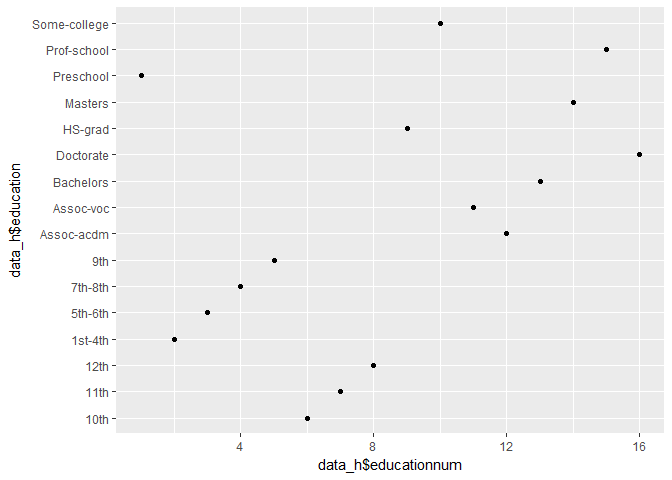 Some-college
Prof-school
Preschool
Masters
HS-grad
Doctorate
Bachelors
Assoc-voc
Assoc-acdm
9th
7th-8th
5th-6th
1st-4th
12th
11th
10th
data_h$education
4 8 12 16
data_h$educationnum